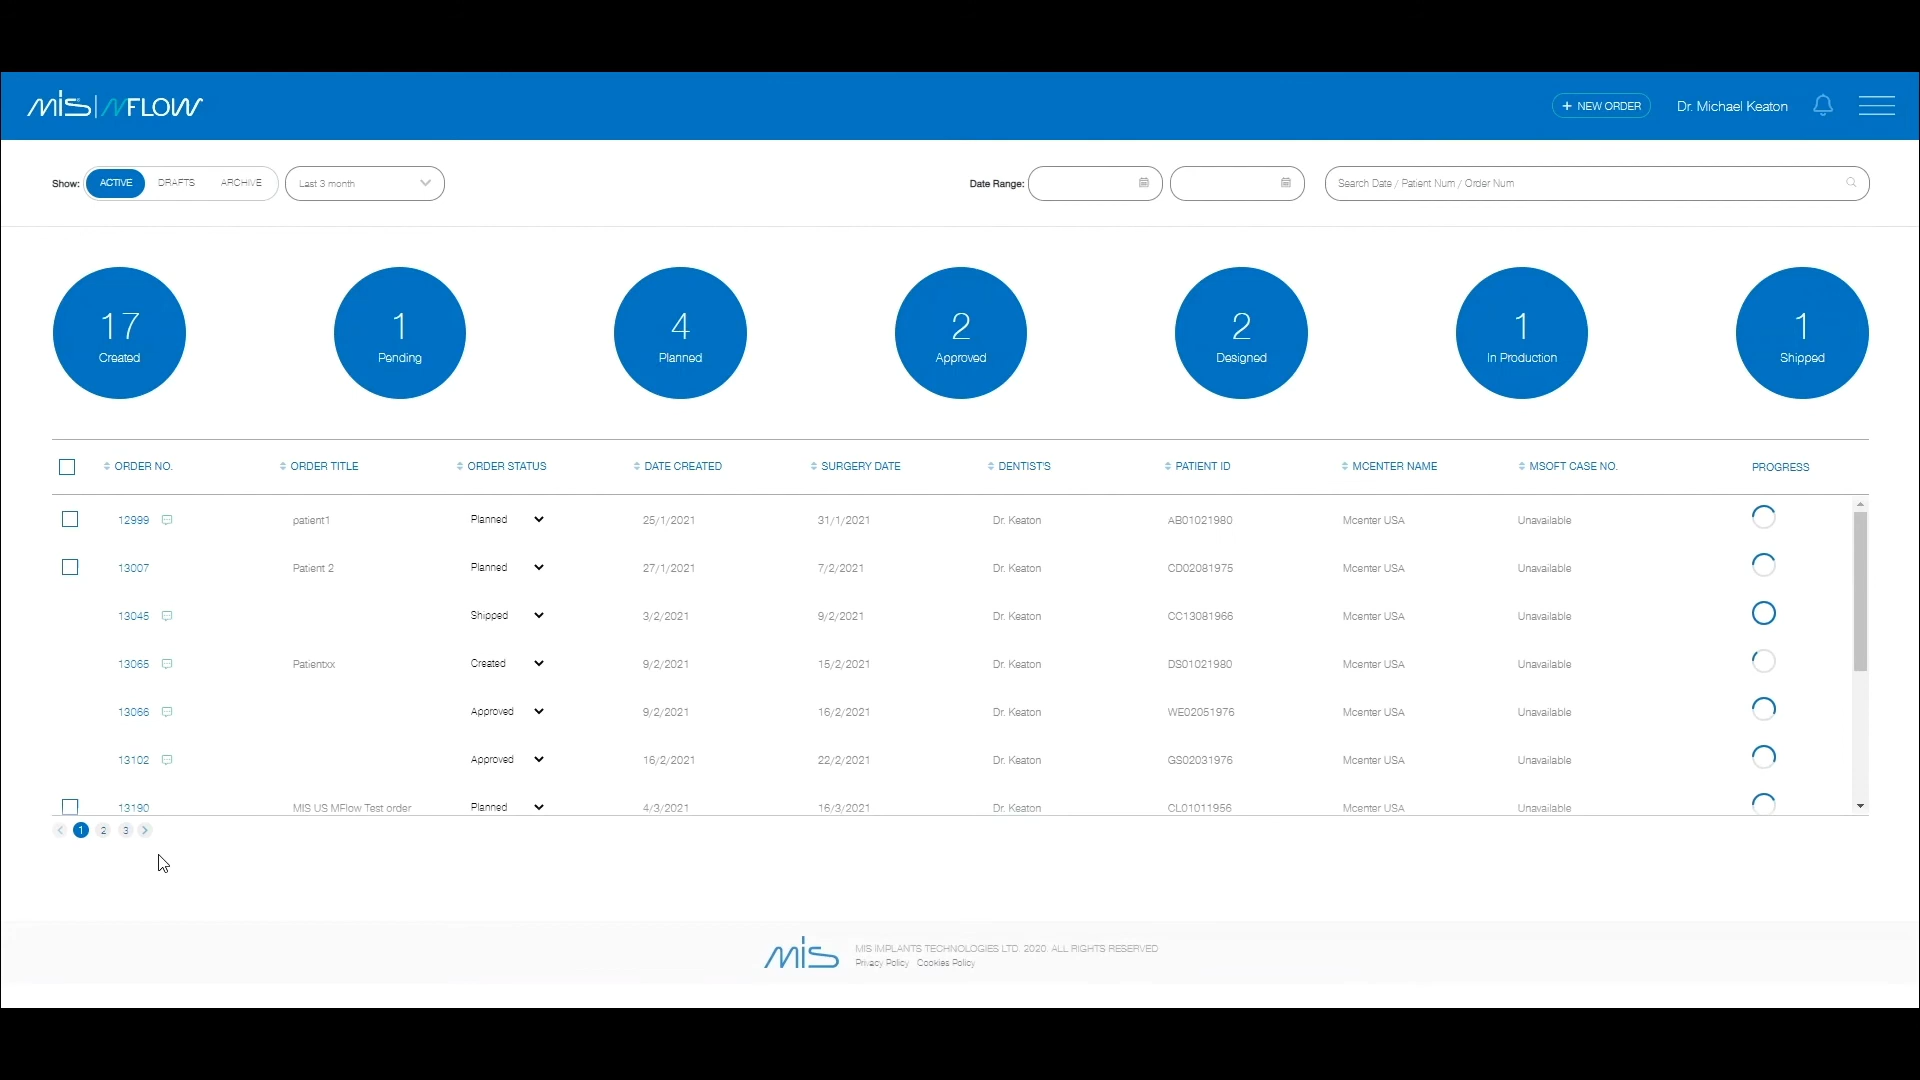 MIS | MFLOW
+ NEW ORDER Dr. Michael Keaton
Show: ACTIVE DRAFTS ARCHIVE Last 3 month Date Range: Search Date / Patient Num / Order Num
17 1 4 2 2 1 1
Created Pending Planned Approved Designed In Production Shipped
ORDER NO. ORDER TITLE ORDER STATUS DATE CREATED SURGERY DATE DENTIST'S PATIENT ID MCENTER NAME MSOFT CASE NO. PROGRESS
12999 patient1 Planned 25/1/2021 31/1/2021 Dr. Keaton AB01021980 Mcenter USA Unavailable
13007 Patient 2 Planned 27/1/2021 7/2/2021 Dr. Keaton CD02081975 Mcenter USA Unavailable
13045 Shipped 3/2/2021 9/2/2021 Dr. Keaton CC13081966 Mcenter USA Unavailable
13065 Patientxx Created 9/2/2021 15/2/2021 Dr. Keaton DS01021980 Mcenter USA Unavailable
13066 Approved 9/2/2021 16/2/2021 Dr. Keaton WE02051976 Mcenter USA Unavailable
13102 Approved 16/2/2021 22/2/2021 Dr. Keaton GS02031976 Mcenter USA Unavailable
13190 MIS US MFlow Test order Planned 4/3/2021 16/3/2021 Dr. Keaton CL01011956 Mcenter USA Unavailable
< 1 2 3 >
MIS MIS IMPLANTS TECHNOLOGIES LTD. 2020. ALL RIGHTS RESERVED
Privacy Policy Cookies Policy